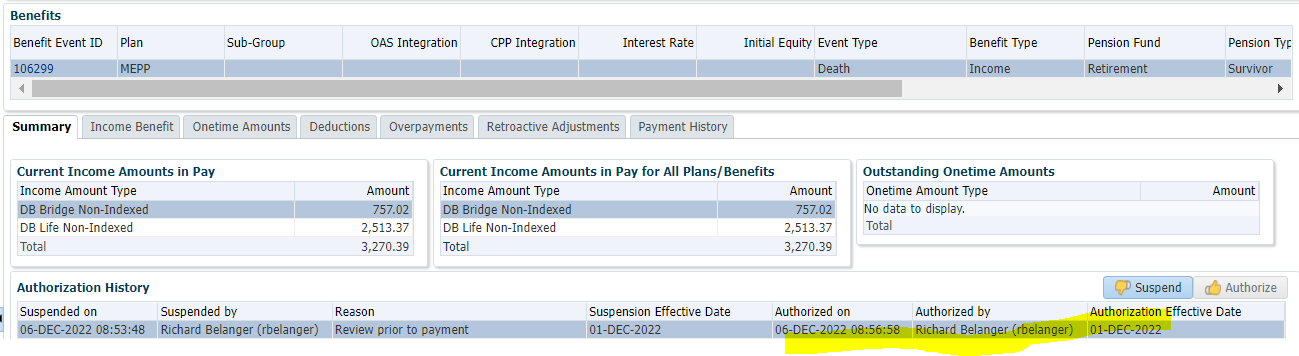 Benefits
Benefit Event ID Plan Sub-Group OAS Integration CPP Integration Interest Rate Initial Equity Event Type Benefit Type Pension Fund Pension Typ
106299 MEPP Death Income Retirement Survivor
Summary Income Benefit Onetime Amounts Deductions Overpayments Retroactive Adjustments Payment History
Current Income Amounts in Pay Current Income Amounts in Pay for All Plans/Benefits Outstanding Onetime Amounts
Income Amount Type Amount Income Amount Type Amount Onetime Amount Type Amount
DB Bridge Non-Indexed 757.02 DB Bridge Non-Indexed 757.02 No data to display.
DB Life Non-Indexed 2,513.37 DB Life Non-Indexed 2,513.37 Total
Total 3,270.39 Total 3,270.39
Authorization History Suspend Authorize
Suspended on Suspended by Reason Suspension Effective Date Authorized on Authorized by Authorization Effective Date
06-DEC-2022 08:53:48 Richard Belanger (rbelanger) Review prior to payment 01-DEC-2022 06-DEC-2022 08:56:58 Richard Belanger (rbelanger) 01-DEC-2022